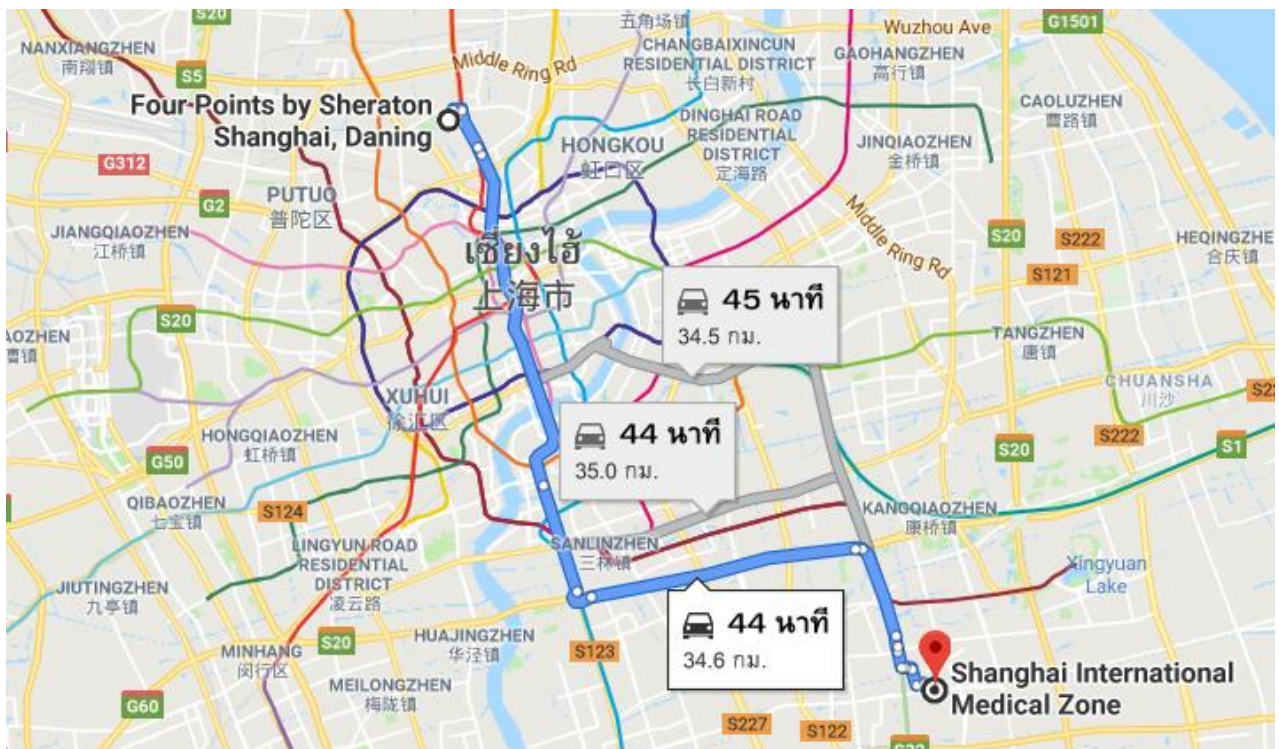 S20
五角场镇
Wuzhou Ave
G1501
NANXIANGZHEN
南翔镇
CHANGBAIXINCUN
RESIDENTIAL DISTRICT
长白新村
GAOHANGZHEN
高行镇
S5
Middle Ring Rd
Four Points by Sheraton
Shanghai, Daning
CAOLUZHEN
曹路镇
DINGHAI ROAD
RESIDENTIAL
DISTRICT
定海路
HONGKOU
虹口区
JINQIAOZHEN
金桥镇
G312
PUTUO
普陀区
G2
Middle Ring Rd
JIANGQIAOZHEN
江桥镇
เซี่ยงไฮ้
上海市
S20
S222
HEQINGZHE
合庆镇
S121
45 นาที
34.5 กม.
S20
AOZHEN
曹镇
TANGZHEN
唐镇
CHUANSHA
川沙
S22
XUHUI
徐汇区
44 นาที
35.0 กม.
HONGQIAOZHEN
虹桥镇
G50
S222
S20
S1
QIBAOZHEN
七宝镇
S124
KANGQIAOZHEN
康桥镇
LINGYUN ROAD
RESIDENTIAL
DISTRICT
凌云路
SANLINZHEN
三林镇
Xingyuan
Lake
JIUTINGZHEN
九亭镇
44 นาที
34.6 กม.
S20
HUAJINGZHEN
华泾镇
S123
MINHANG
闵行区
MEILONGZHEN
梅陇镇
Shanghai International
Medical Zone
G60
S227
S122
S32